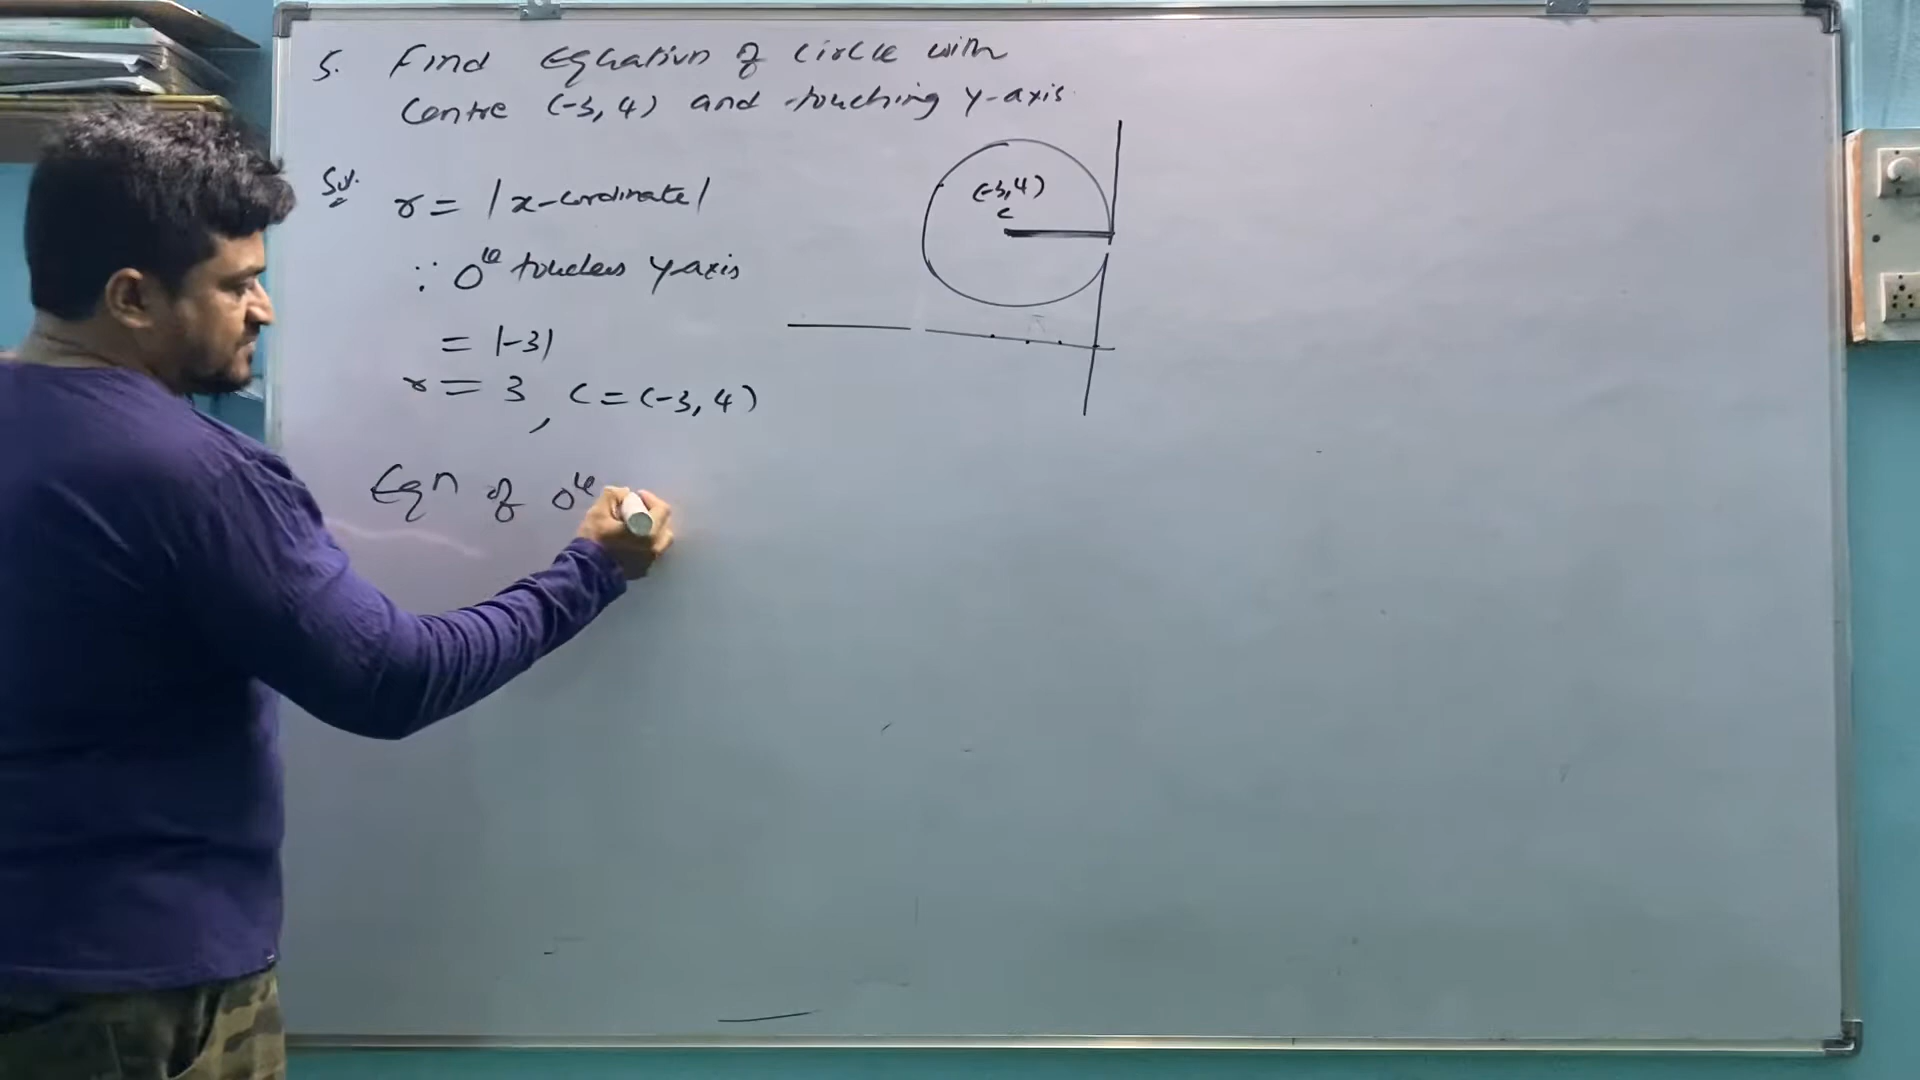 5. Find Equation of circle with
Centre (-3, 4) and touching y-axis
Sol.
r = |x-cordinate|
∵ O^le touches y-axis
= |-3|
r = 3, C = (-3, 4)
Eq^n of O^le
(-3,4)
C